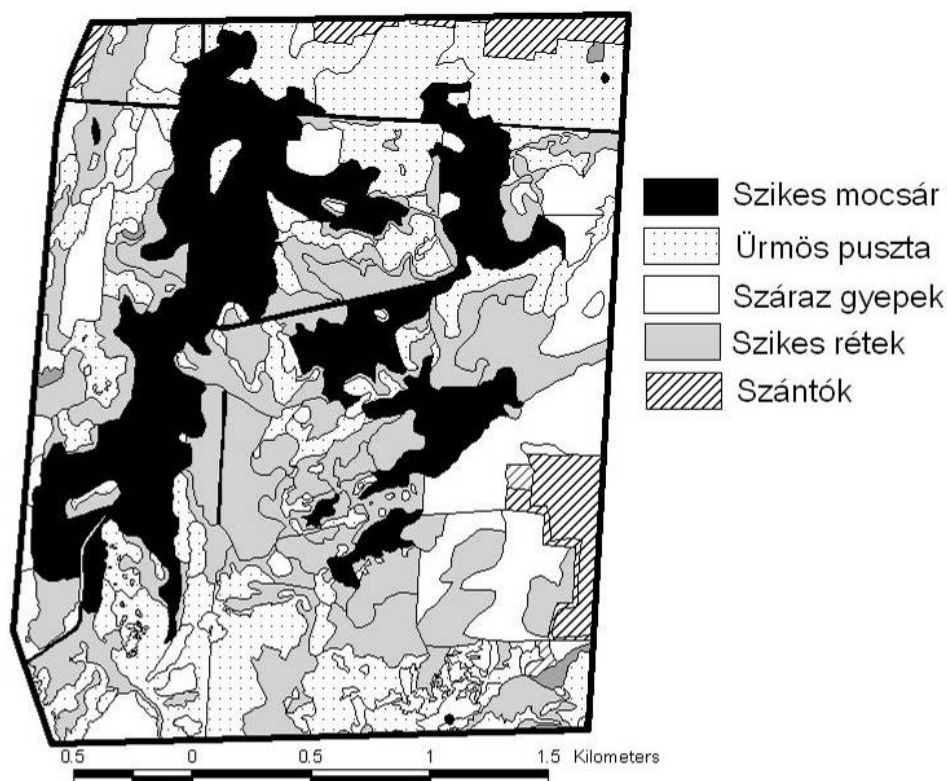 Szikes mocsár
Ürmös puszta
Száraz gyepek
Szikes rétek
Szántók
0.5 0 0.5 1 1.5 Kilometers